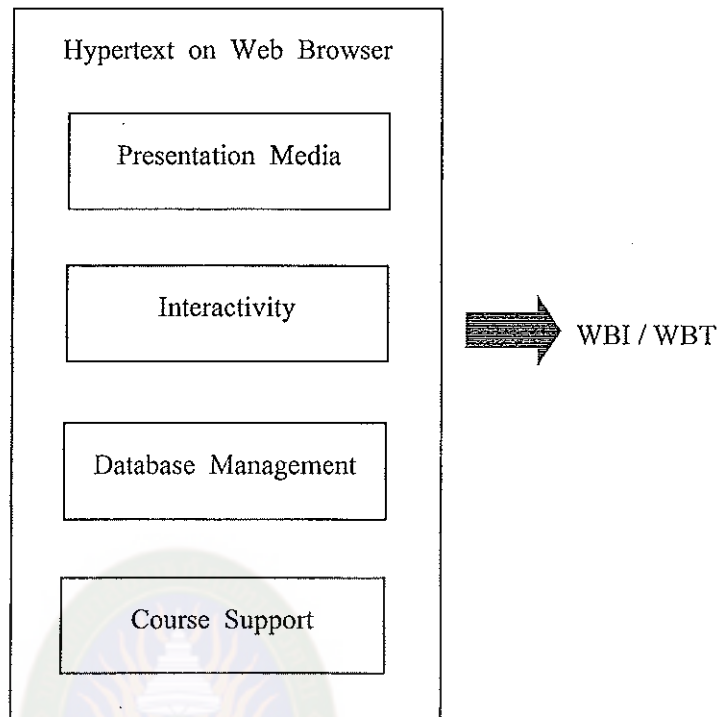 Hypertext on Web Browser
Presentation Media
Interactivity
WBI / WBT
Database Management
Course Support